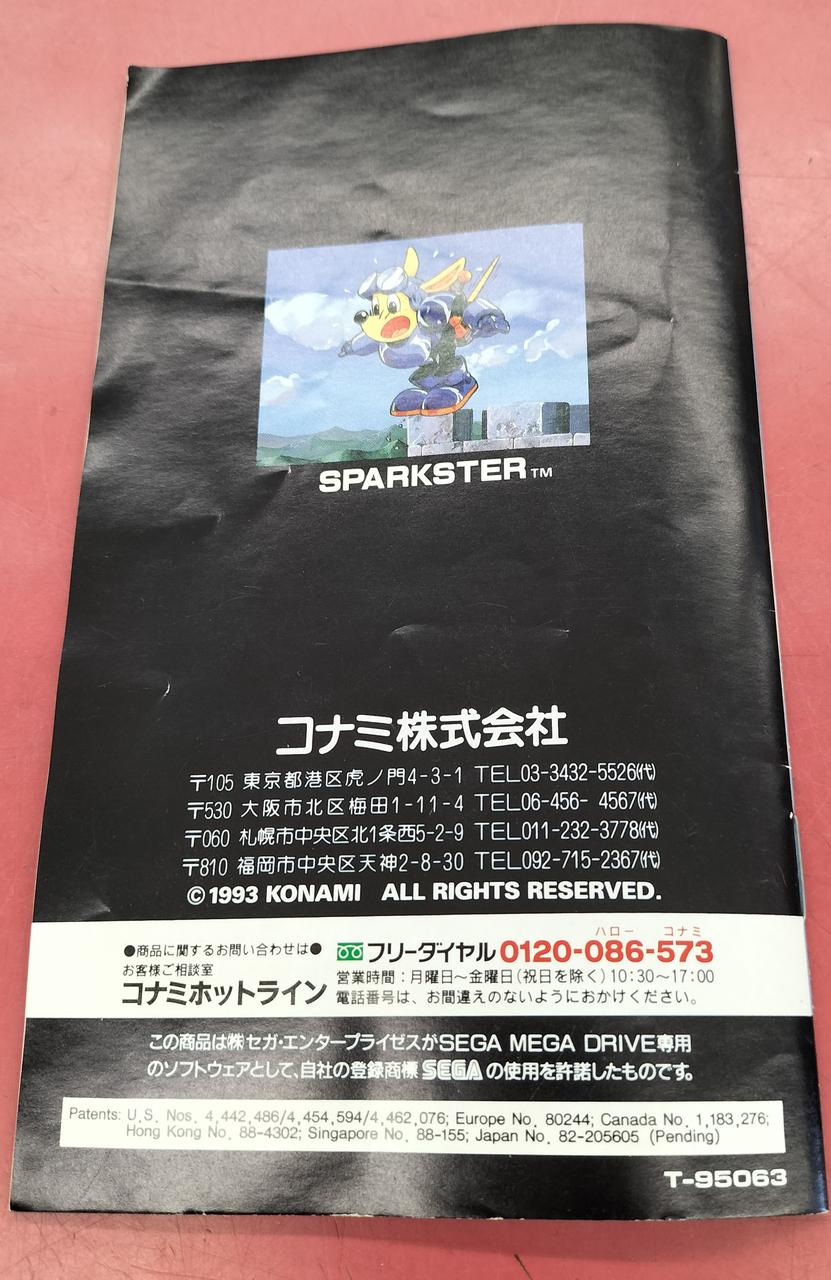 SPARKSTER™
コナミ株式会社
〒105 東京都港区虎ノ門4-3-1 TEL03-3432-5526㈹
〒530 大阪市北区梅田1-11-4 TEL06-456-4567㈹
〒060 札幌市中央区北1条西5-2-9 TEL011-232-3778㈹
〒810 福岡市中央区天神2-8-30 TEL092-715-2367㈹
©1993 KONAMI ALL RIGHTS RESERVED.
●商品に関するお問い合わせは●
お客様ご相談室
コナミホットライン
ハロー コナミ
フリーダイヤル 0120-086-573
営業時間：月曜日〜金曜日(祝日を除く)10:30〜17:00
電話番号は、お間違えのないようにおかけください。
この商品は㈱セガ・エンタープライゼスがSEGA MEGA DRIVE専用
のソフトウェアとして、自社の登録商標 SEGA の使用を許諾したものです。
Patents: U.S. Nos. 4,442,486/4,454,594/4,462,076; Europe No. 80244; Canada No. 1,183,276;
Hong Kong No. 88-4302; Singapore No. 88-155; Japan No. 82-205605 (Pending)
T-95063